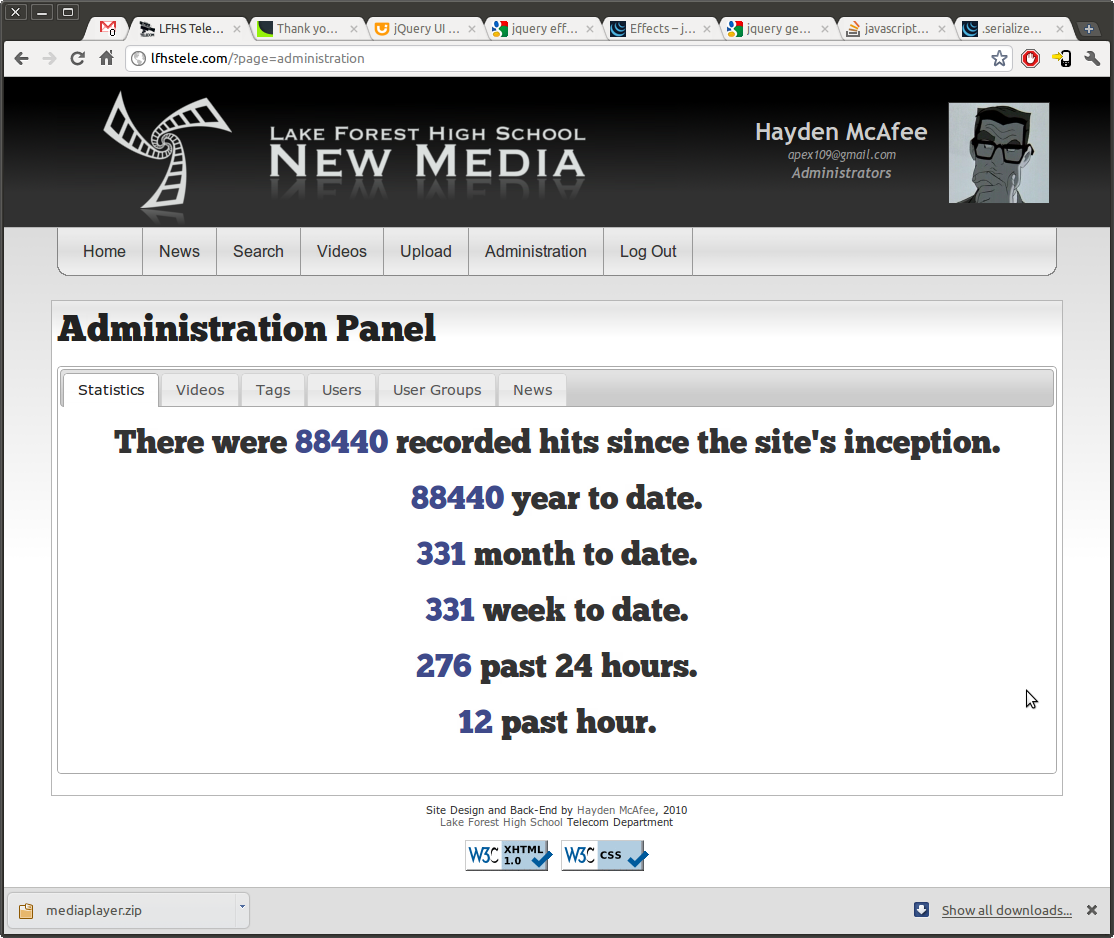 0
LFHS Tele...
Thank yo...
jQuery UI ...
jquery eff...
Effects – j...
jquery ge...
javascript...
.serialize...
lfhstele.com/?page=administration
Lake Forest High School
New Media
Hayden McAfee
apex109@gmail.com
Administrators
Home News Search Videos Upload Administration Log Out
Administration Panel
Statistics Videos Tags Users User Groups News
There were 88440 recorded hits since the site's inception.
88440 year to date.
331 month to date.
331 week to date.
276 past 24 hours.
12 past hour.
Site Design and Back-End by Hayden McAfee, 2010
Lake Forest High School Telecom Department
W3C XHTML 1.0
W3C CSS
mediaplayer.zip
Show all downloads...